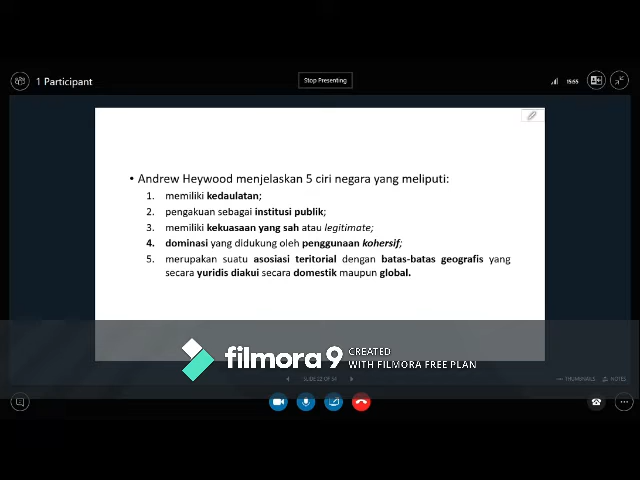 1 Participant
Stop Presenting
• Andrew Heywood menjelaskan 5 ciri negara yang meliputi:
1. memiliki kedaulatan;
2. pengakuan sebagai institusi publik;
3. memiliki kekuasaan yang sah atau legitimate;
4. dominasi yang didukung oleh penggunaan kohersif;
5. merupakan suatu asosiasi teritorial dengan batas-batas geografis yang
secara yuridis diakui secara domestik maupun global.
filmora 9
CREATED
WITH FILMORA FREE PLAN
THUMBNAILS
NOTES